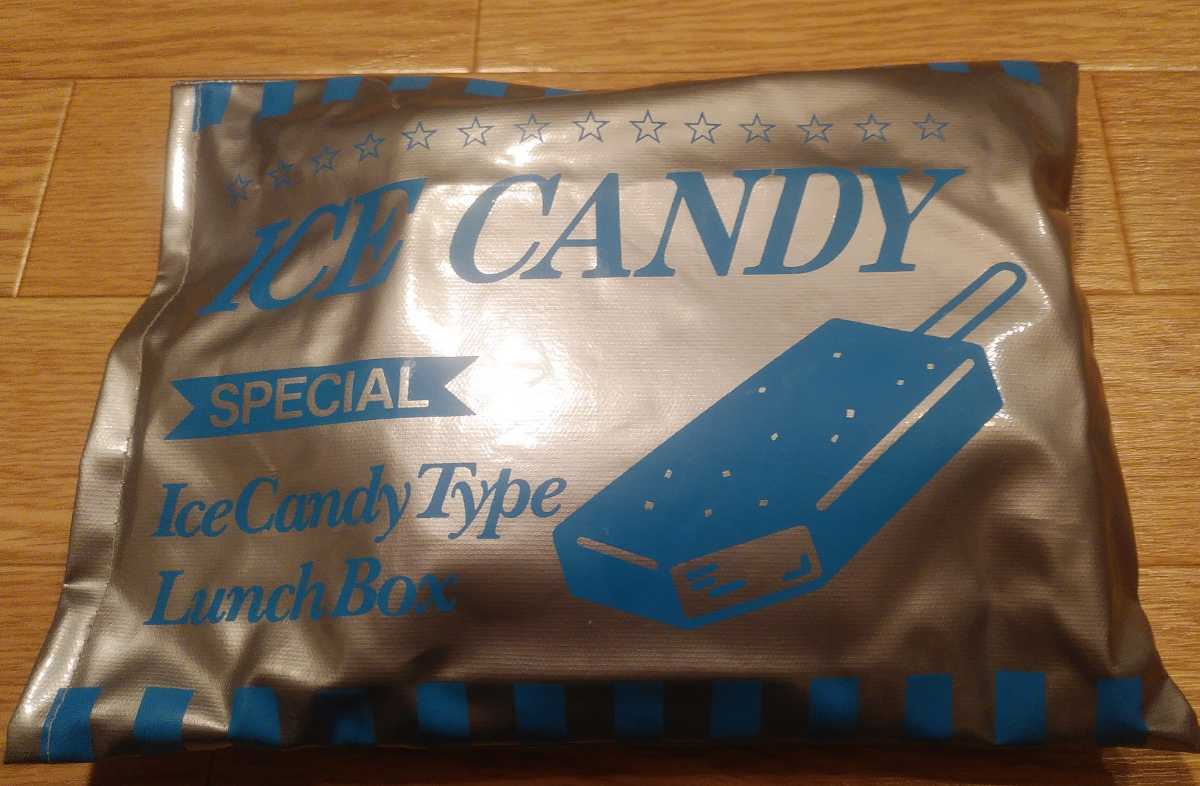 ICE CANDY
SPECIAL
Ice Candy Type
Lunch Box